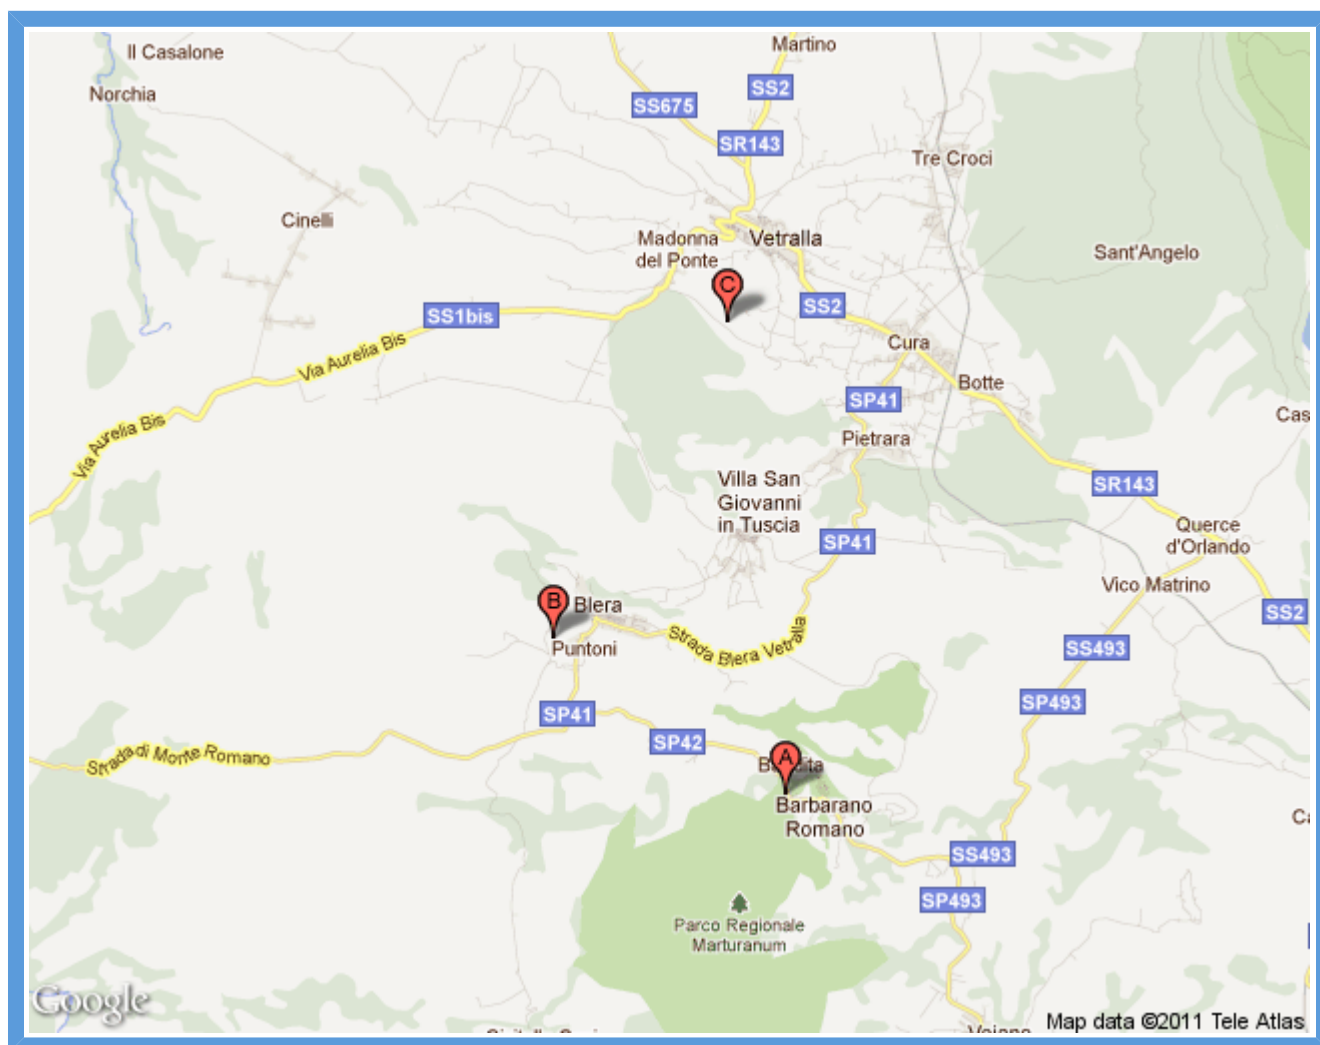 Il Casalone
Martino
SS2
Norchia
SS675
SR143
Tre Croci
Cinelli
Madonna
del Ponte
Vetralla
Sant'Angelo
C
SS2
SS1bis
Via Aurelia Bis
Cura
Botte
SP41
Via Aurelia Bis
Pietrara
Villa San
Giovanni
in Tuscia
SR143
Querce
d'Orlando
SP41
Vico Matrino
B
Blera
SS2
Strada Blera Vetralla
Puntoni
SS493
SP493
SP41
SP42
Strada di Monte Romano
A
Barbarano
Romano
SS493
SP493
Parco Regionale
Marturanum
Google
Map data ©2011 Tele Atlas